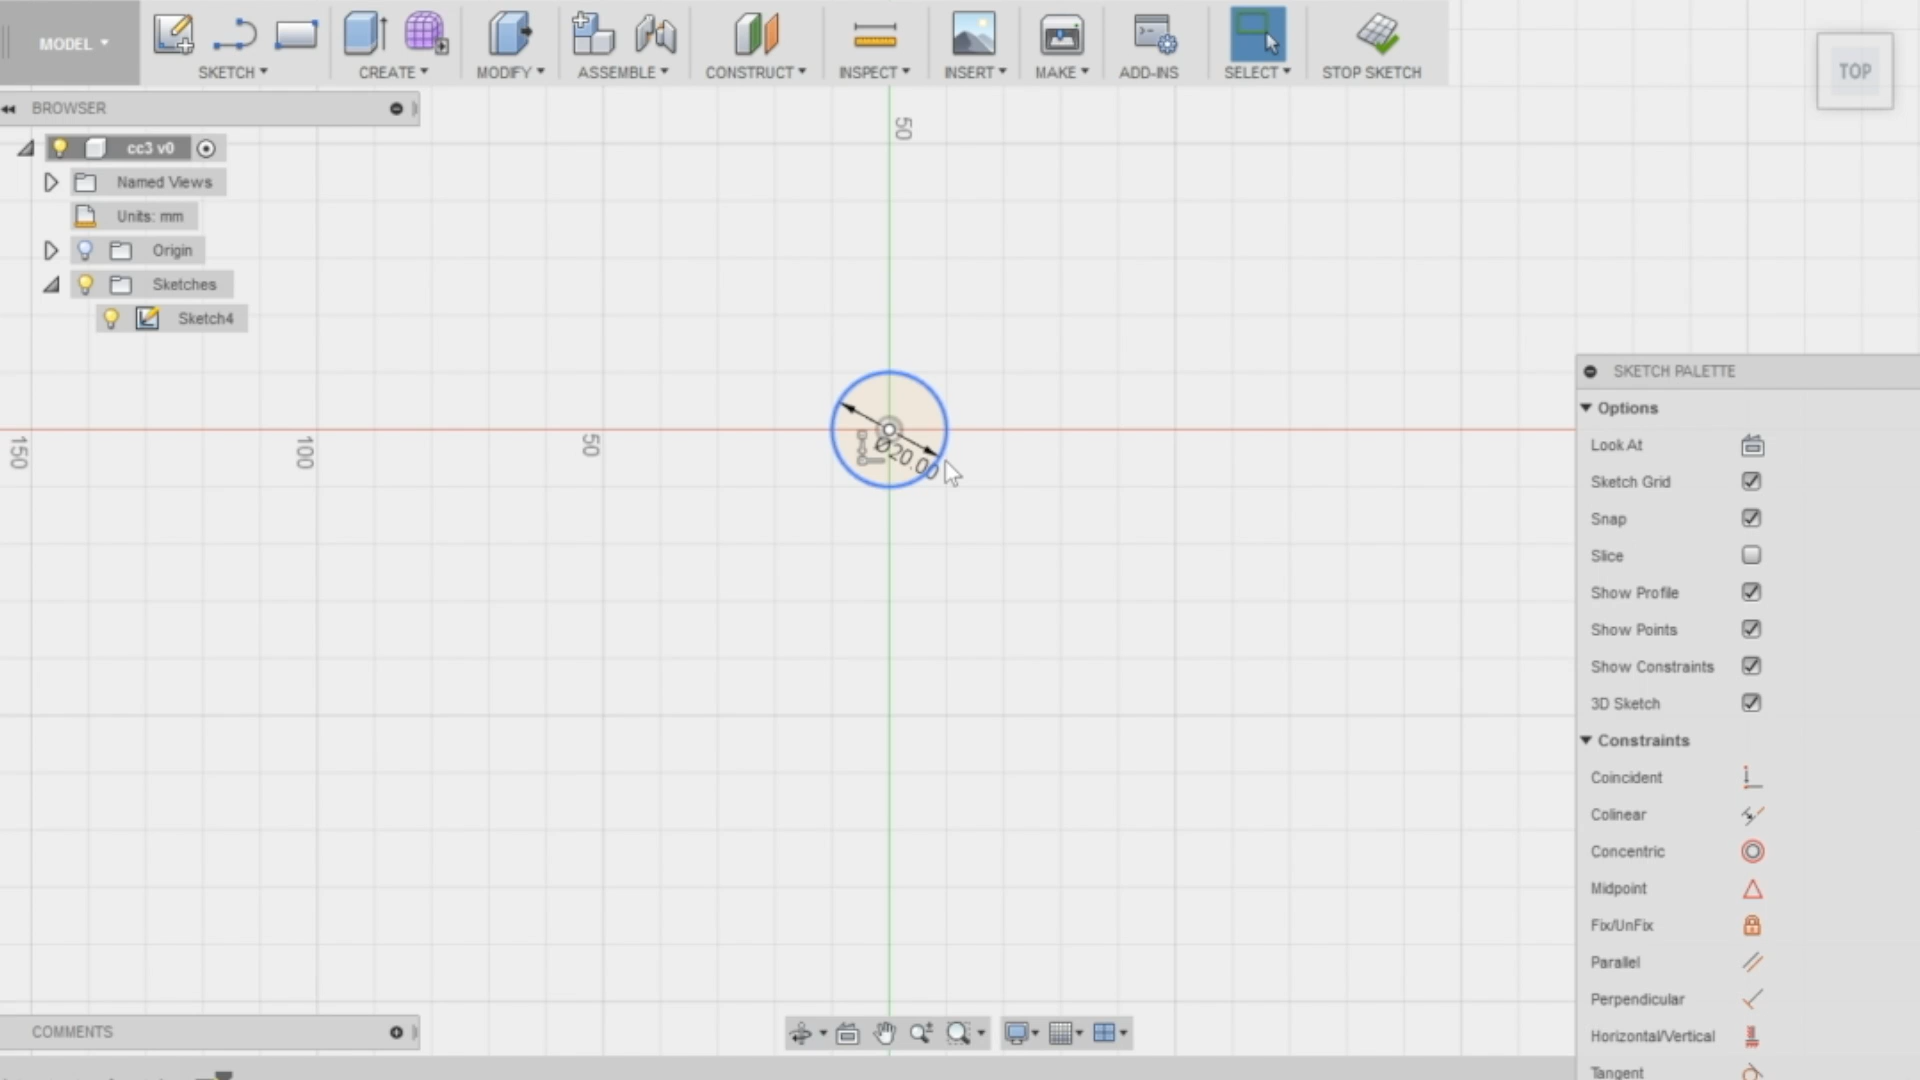 MODEL
SKETCH
CREATE
MODIFY
ASSEMBLE
CONSTRUCT
INSPECT
INSERT
MAKE
ADD-INS
SELECT
STOP SKETCH
TOP
BROWSER
cc3 v0
Named Views
Units: mm
Origin
Sketches
Sketch4
50
150
100
50
Ø20.00
SKETCH PALETTE
Options
Look At
Sketch Grid
Snap
Slice
Show Profile
Show Points
Show Constraints
3D Sketch
Constraints
Coincident
Colinear
Concentric
Midpoint
Fix/UnFix
Parallel
Perpendicular
Horizontal/Vertical
Tangent
COMMENTS